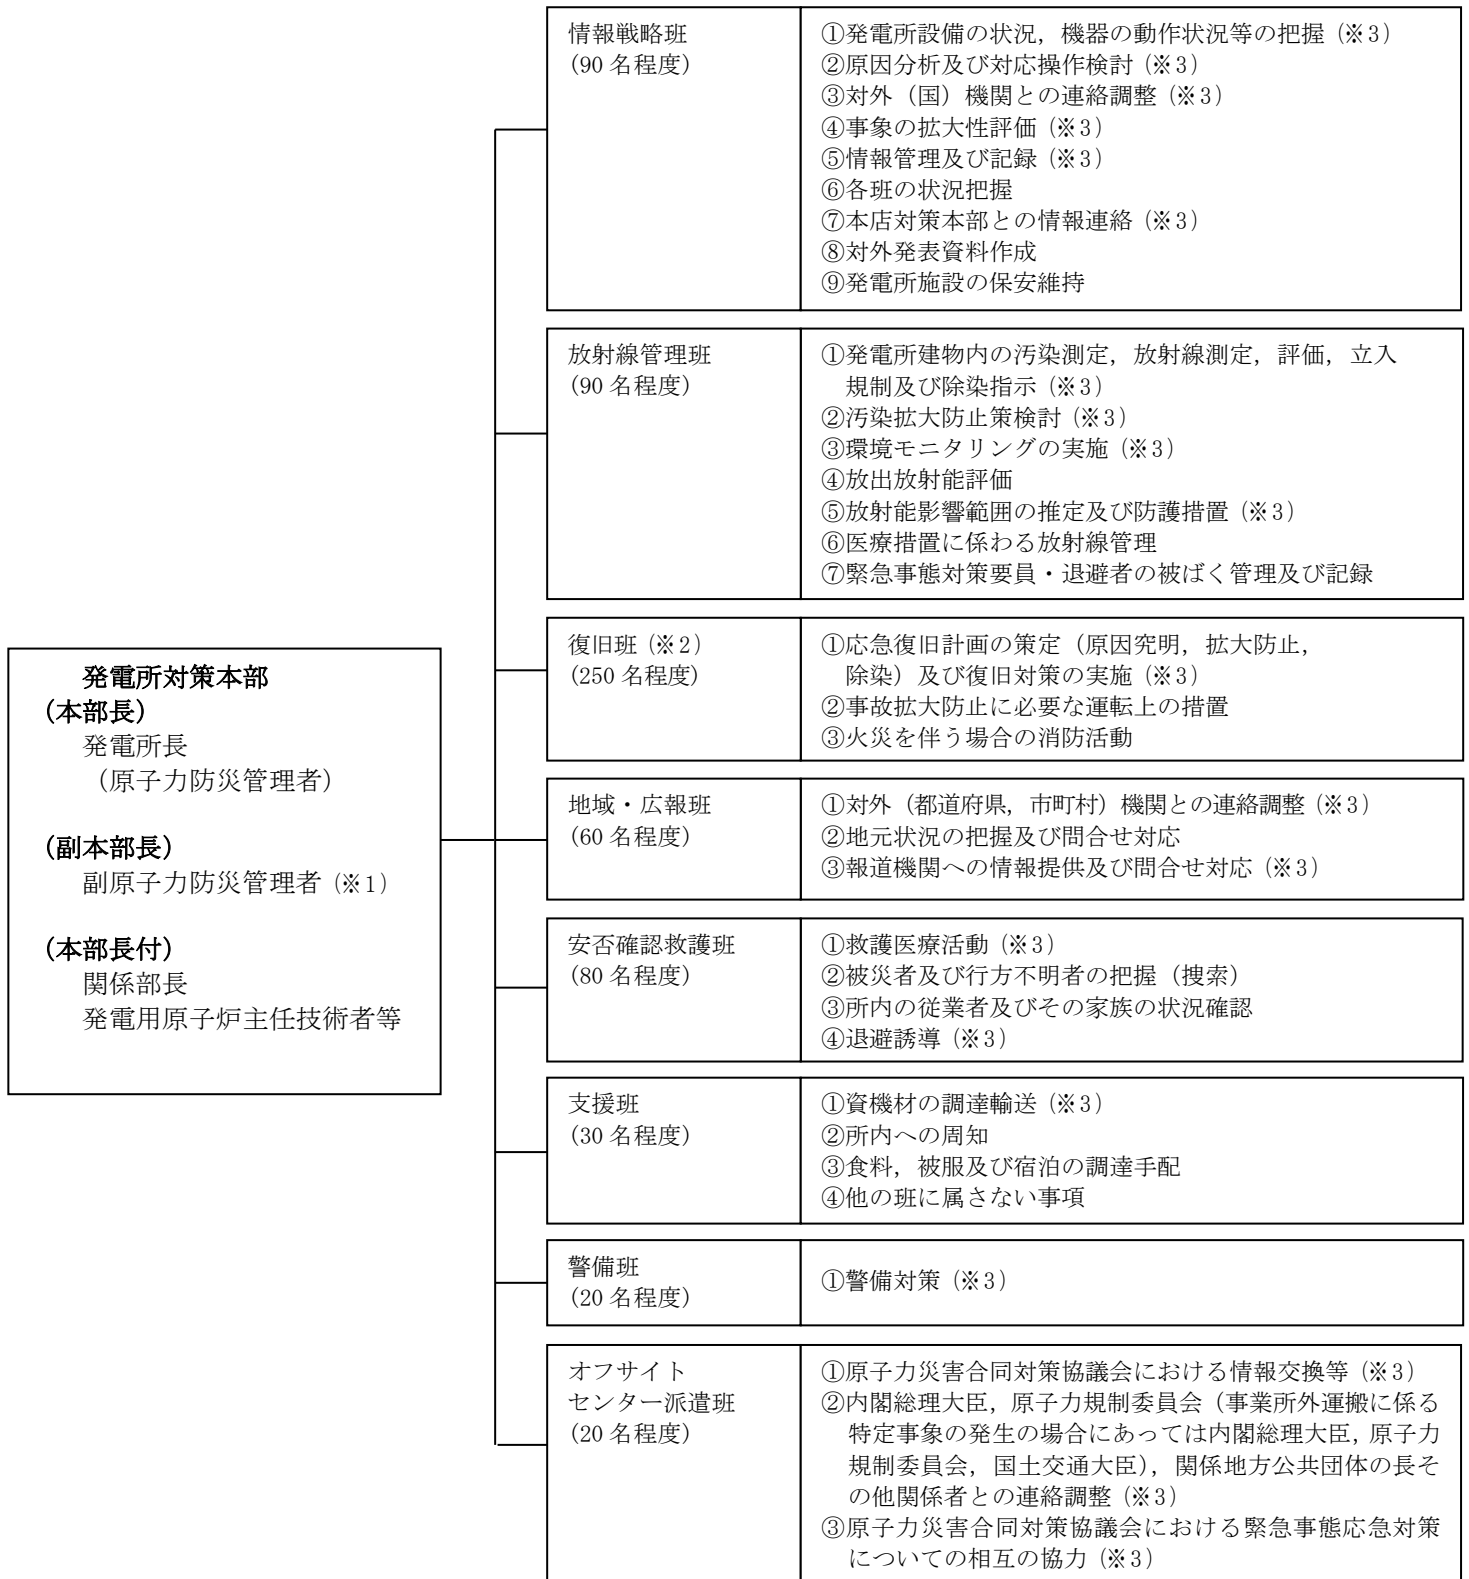 発電所対策本部
(本部長)
発電所長
（原子力防災管理者）
(副本部長)
副原子力防災管理者（※1）
(本部長付)
関係部長
発電用原子炉主任技術者等
情報戦略班
(90 名程度)
①発電所設備の状況，機器の動作状況等の把握（※3）
②原因分析及び対応操作検討（※3）
③対外（国）機関との連絡調整（※3）
④事象の拡大性評価（※3）
⑤情報管理及び記録（※3）
⑥各班の状況把握
⑦本店対策本部との情報連絡（※3）
⑧対外発表資料作成
⑨発電所施設の保安維持
放射線管理班
(90 名程度)
①発電所建物内の汚染測定，放射線測定，評価，立入
規制及び除染指示（※3）
②汚染拡大防止策検討（※3）
③環境モニタリングの実施（※3）
④放出放射能評価
⑤放射能影響範囲の推定及び防護措置（※3）
⑥医療措置に係わる放射線管理
⑦緊急事態対策要員・退避者の被ばく管理及び記録
復旧班（※2）
(250 名程度)
①応急復旧計画の策定（原因究明，拡大防止，
除染）及び復旧対策の実施（※3）
②事故拡大防止に必要な運転上の措置
③火災を伴う場合の消防活動
地域・広報班
(60 名程度)
①対外（都道府県，市町村）機関との連絡調整（※3）
②地元状況の把握及び問合せ対応
③報道機関への情報提供及び問合せ対応（※3）
安否確認救護班
(80 名程度)
①救護医療活動（※3）
②被災者及び行方不明者の把握（捜索）
③所内の従業者及びその家族の状況確認
④退避誘導（※3）
支援班
(30 名程度)
①資機材の調達輸送（※3）
②所内への周知
③食料，被服及び宿泊の調達手配
④他の班に属さない事項
警備班
(20 名程度)
①警備対策（※3）
オフサイト
センター派遣班
(20 名程度)
①原子力災害合同対策協議会における情報交換等（※3）
②内閣総理大臣，原子力規制委員会（事業所外運搬に係る
特定事象の発生の場合にあっては内閣総理大臣，原子力
規制委員会，国土交通大臣），関係地方公共団体の長そ
の他関係者との連絡調整（※3）
③原子力災害合同対策協議会における緊急事態応急対策
についての相互の協力（※3）